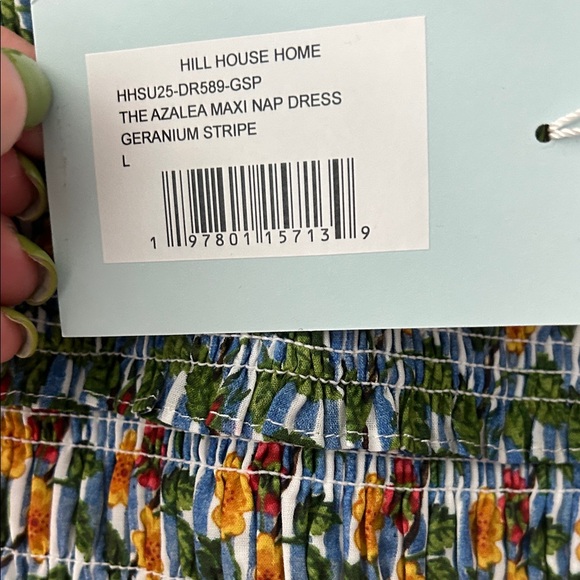 HILL HOUSE HOME
HHSU25-DR589-GSP
THE AZALEA MAXI NAP DRESS
GERANIUM STRIPE
L
1 97801 15713 9